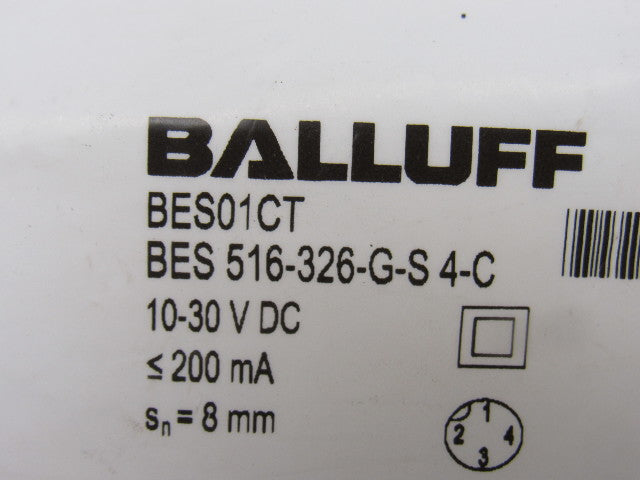 BALLUFF
BES01CT
BES 516-326-G-S 4-C
10-30 V DC
≤ 200 mA
sn = 8 mm
1
2 4
3